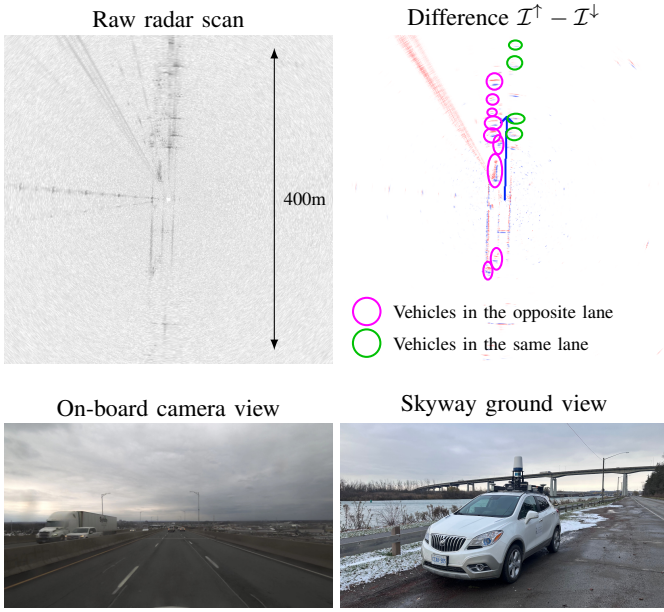 Raw radar scan
Difference 𝓘↑ − 𝓘↓
400m
Vehicles in the opposite lane
Vehicles in the same lane
On-board camera view
Skyway ground view